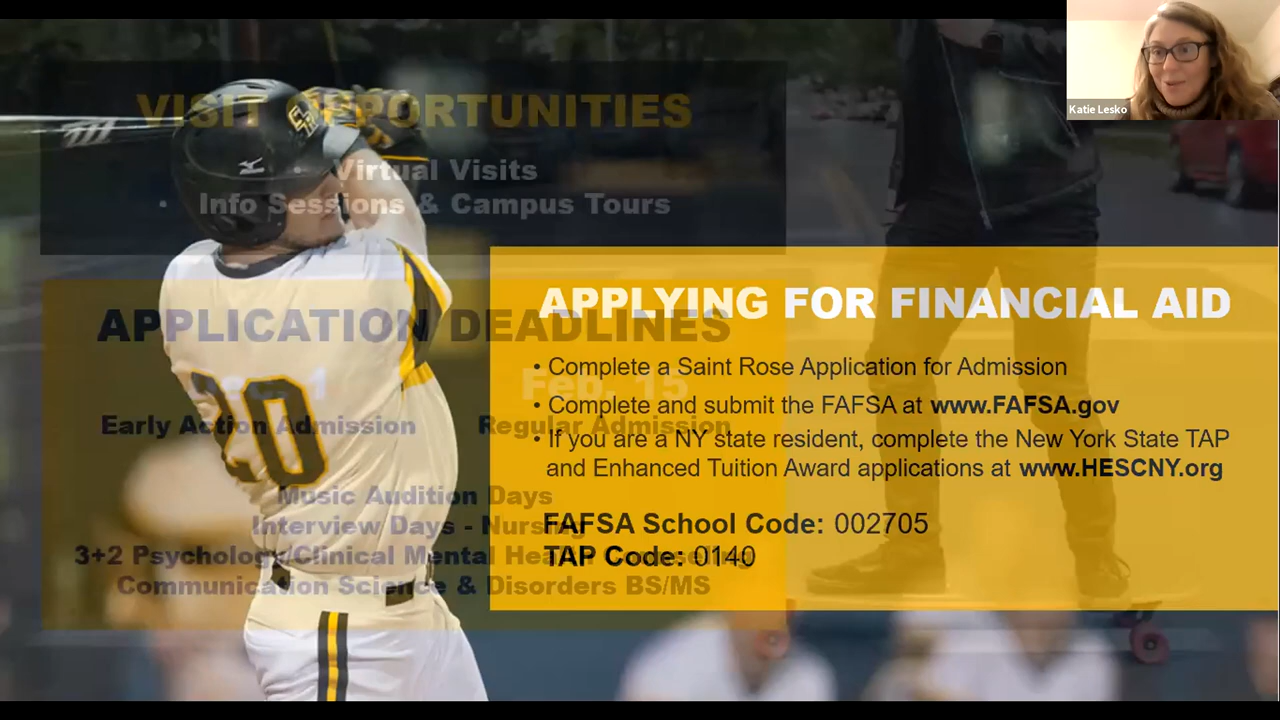 Katie Lesko
VISIT OPPORTUNITIES
• Virtual Visits
• Info Sessions & Campus Tours
APPLICATION DEADLINES
Feb. 15
Early Action Admission
Regular Admission
Music Audition Days
Interview Days - Nursing
3+2 Psychology/Clinical Mental Health Counseling
Communication Science & Disorders BS/MS
20
APPLYING FOR FINANCIAL AID
• Complete a Saint Rose Application for Admission
• Complete and submit the FAFSA at www.FAFSA.gov
• If you are a NY state resident, complete the New York State TAP
and Enhanced Tuition Award applications at www.HESCNY.org
FAFSA School Code: 002705
TAP Code: 0140